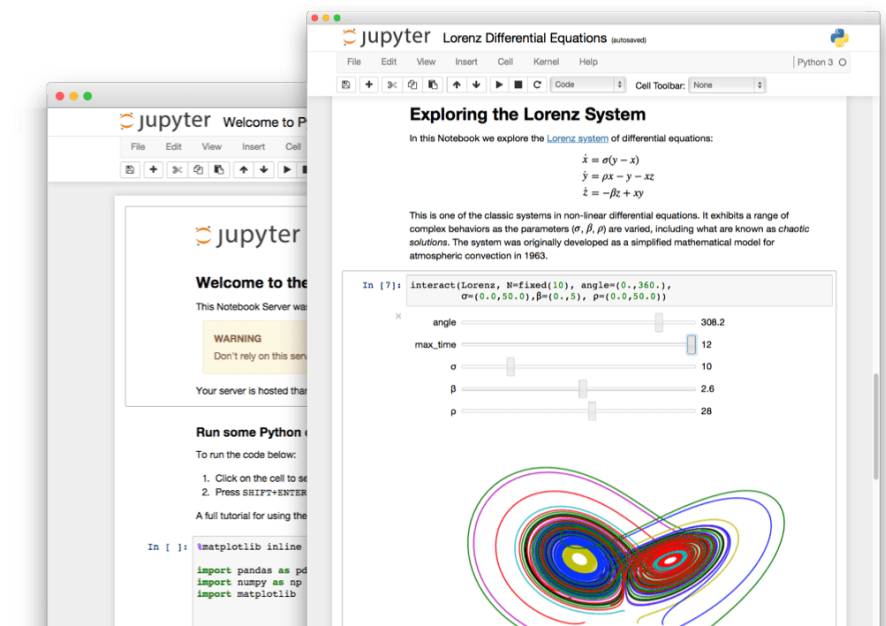 jupyter Lorenz Differential Equations (autosaved)
File Edit View Insert Cell Kernel Help Python 3
Code Cell Toolbar: None
Exploring the Lorenz System
In this Notebook we explore the Lorenz system of differential equations:
ẋ = σ(y − x)
ẏ = ρx − y − xz
ż = −βz + xy
This is one of the classic systems in non-linear differential equations. It exhibits a range of
complex behaviors as the parameters (σ, β, ρ) are varied, including what are known as chaotic
solutions. The system was originally developed as a simplified mathematical model for
atmospheric convection in 1963.
In [7]: interact(Lorenz, N=fixed(10), angle=(0.,360.),
σ=(0.0,50.0),β=(0.,5), ρ=(0.0,50.0))
angle 308.2
max_time 12
σ 10
β 2.6
ρ 28
jupyter Welcome to P
File Edit View Insert Cell
jupyter
Welcome to the
This Notebook Server was
WARNING
Don't rely on this serv
Your server is hosted than
Run some Python
To run the code below:
1. Click on the cell to se
2. Press SHIFT+ENTER
A full tutorial for using the
In [ ]: %matplotlib inline
import pandas as pd
import numpy as np
import matplotlib